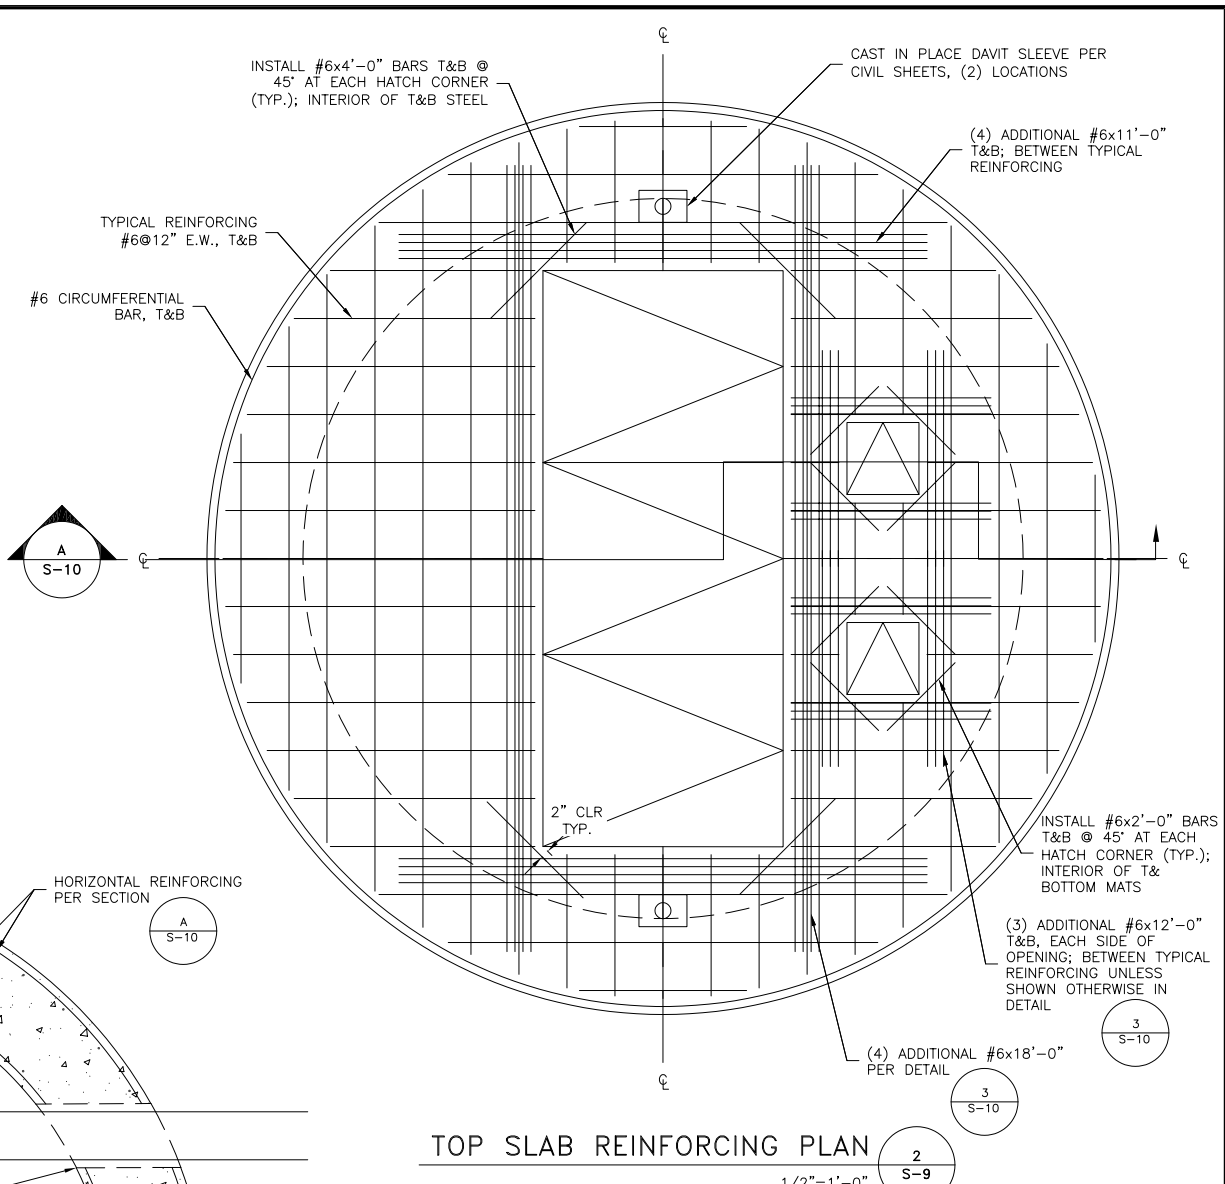 ℄
INSTALL #6x4'-0" BARS T&B @
45° AT EACH HATCH CORNER
(TYP.); INTERIOR OF T&B STEEL
CAST IN PLACE DAVIT SLEEVE PER
CIVIL SHEETS, (2) LOCATIONS
(4) ADDITIONAL #6x11'-0"
T&B; BETWEEN TYPICAL
REINFORCING
TYPICAL REINFORCING
#6@12" E.W., T&B
#6 CIRCUMFERENTIAL
BAR, T&B
A
S-10
℄
℄
2" CLR
TYP.
INSTALL #6x2'-0" BARS
T&B @ 45° AT EACH
HATCH CORNER (TYP.);
INTERIOR OF T&
BOTTOM MATS
HORIZONTAL REINFORCING
PER SECTION
A
S-10
(3) ADDITIONAL #6x12'-0"
T&B, EACH SIDE OF
OPENING; BETWEEN TYPICAL
REINFORCING UNLESS
SHOWN OTHERWISE IN
DETAIL
3
S-10
(4) ADDITIONAL #6x18'-0"
PER DETAIL
3
S-10
℄
TOP SLAB REINFORCING PLAN
2
S-9
1/2"=1'-0"